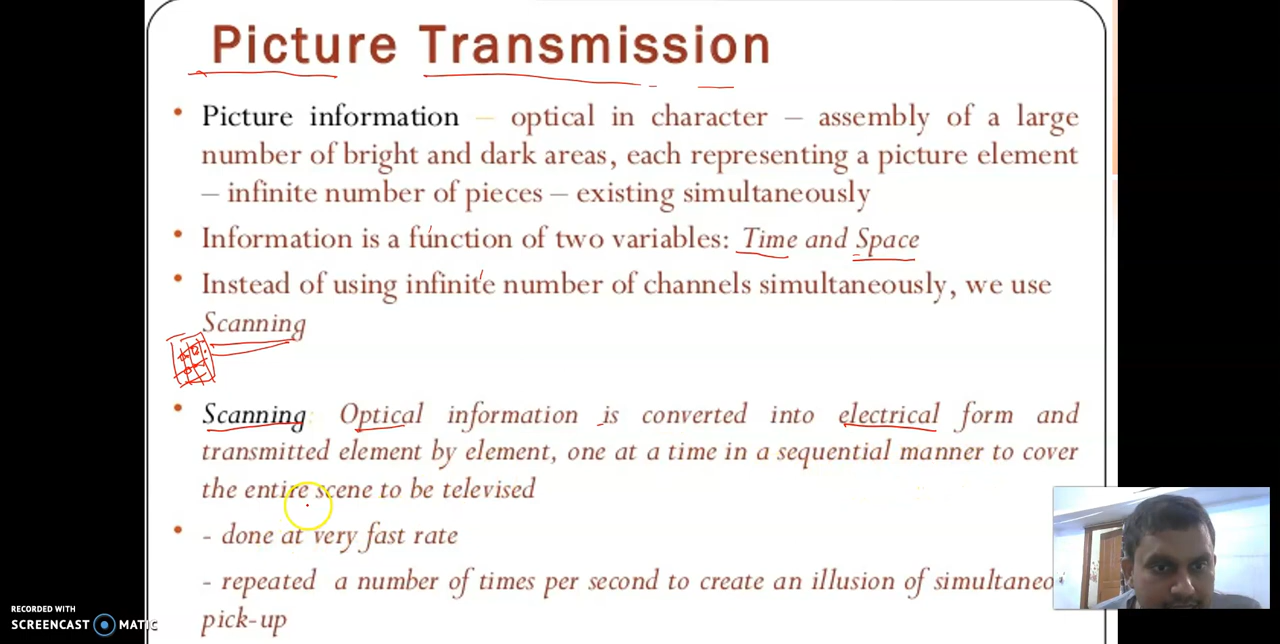 Picture Transmission
• Picture information – optical in character – assembly of a large
number of bright and dark areas, each representing a picture element
– infinite number of pieces – existing simultaneously
• Information is a function of two variables: Time and Space
• Instead of using infinite number of channels simultaneously, we use
Scanning
• Scanning: Optical information is converted into electrical form and
transmitted element by element, one at a time in a sequential manner to cover
the entire scene to be televised
• - done at very fast rate
- repeated a number of times per second to create an illusion of simultaneo
pick-up
RECORDED WITH
SCREENCAST MATIC